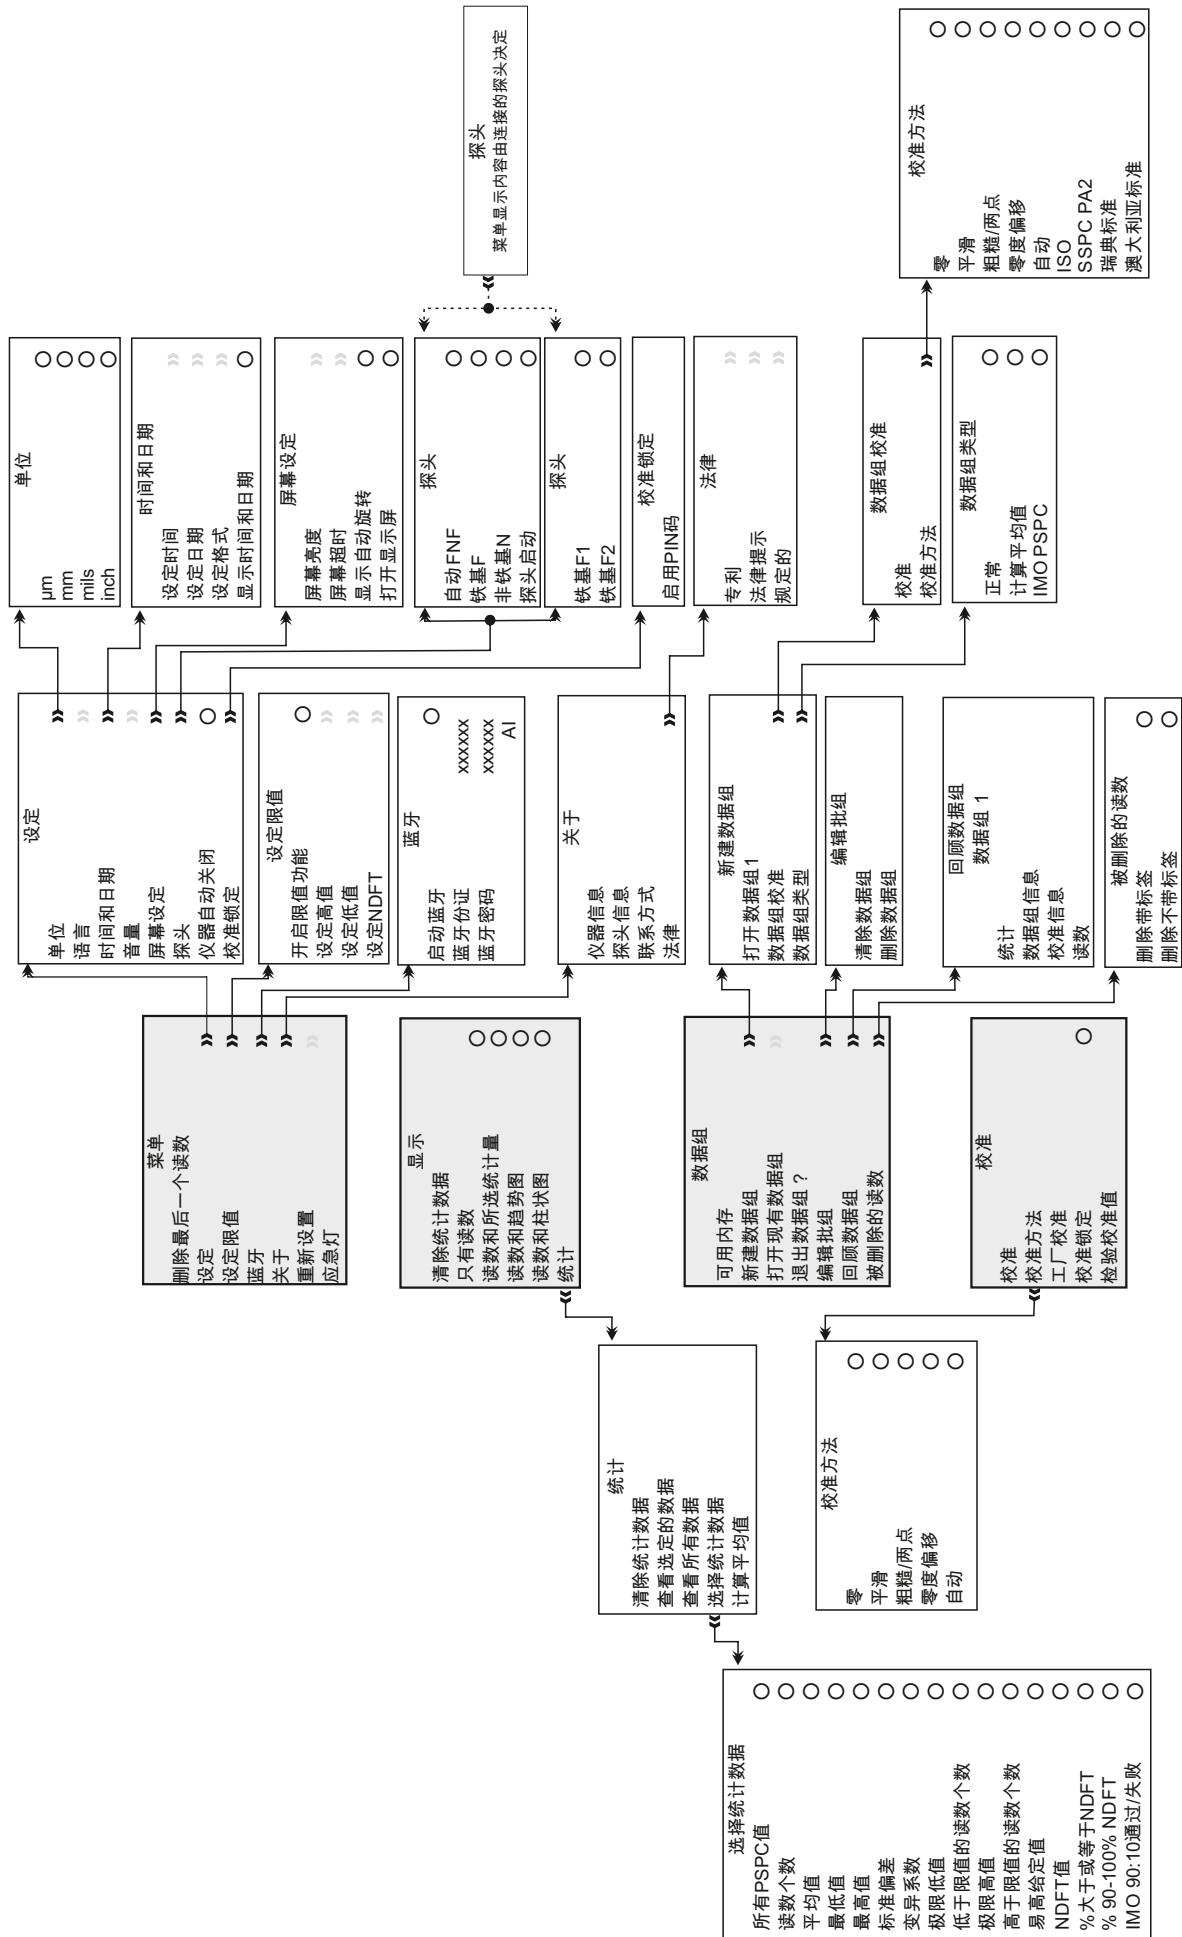 选择统计数据
所有PSPC值
读数个数
平均值
最低值
最高值
标准偏差
变异系数
极限低值
低于限值的读数个数
极限高值
高于限值的读数个数
易高给定值
NDFT值
%大于或等于NDFT
% 90-100% NDFT
IMO 90:10通过/失败
统计
清除统计数据
查看选定的数据
查看所有数据
选择统计数据
计算平均值
校准方法
零
平滑
粗糙/两点
零度偏移
自动
菜单
删除最后一个读数
设定
设定限值
蓝牙
关于
重新设置
应急灯
显示
清除统计数据
只有读数
读数和所选统计量
读数和趋势图
读数和柱状图
统计
数据组
可用内存
新建数据组
打开现有数据组
退出数据组？
编辑批组
回顾数据组
被删除的读数
校准
校准
校准方法
工厂校准
校准锁定
检验校准值
设定
单位
语言
时间和日期
音量
屏幕设定
探头
仪器自动关闭
校准锁定
设定限值
开启限值功能
设定高值
设定低值
设定NDFT
蓝牙
启动蓝牙
蓝牙份证 xxxxxx
蓝牙密码 xxxxxx
AI
关于
仪器信息
探头信息
联系方式
法律
新建数据组
打开数据组1
数据组校准
数据组类型
编辑批组
清除数据组
删除数据组
回顾数据组
数据组 1
统计
数据组信息
校准信息
读数
被删除的读数
删除带标签
删除不带标签
单位
µm
mm
mils
inch
时间和日期
设定时间
设定日期
设定格式
显示时间和日期
屏幕设定
屏幕亮度
屏幕超时
显示自动旋转
打开显示屏
探头
自动FNF
铁基F
非铁基N
探头启动
探头
铁基F1
铁基F2
校准锁定
启用PIN码
法律
专利
法律提示
规定的
数据组校准
校准
校准方法
数据组类型
正常
计算平均值
IMO PSPC
探头
菜单显示内容由连接的探头决定
校准方法
零
平滑
粗糙/两点
零度偏移
自动
ISO
SSPC PA2
瑞典标准
澳大利亚标准